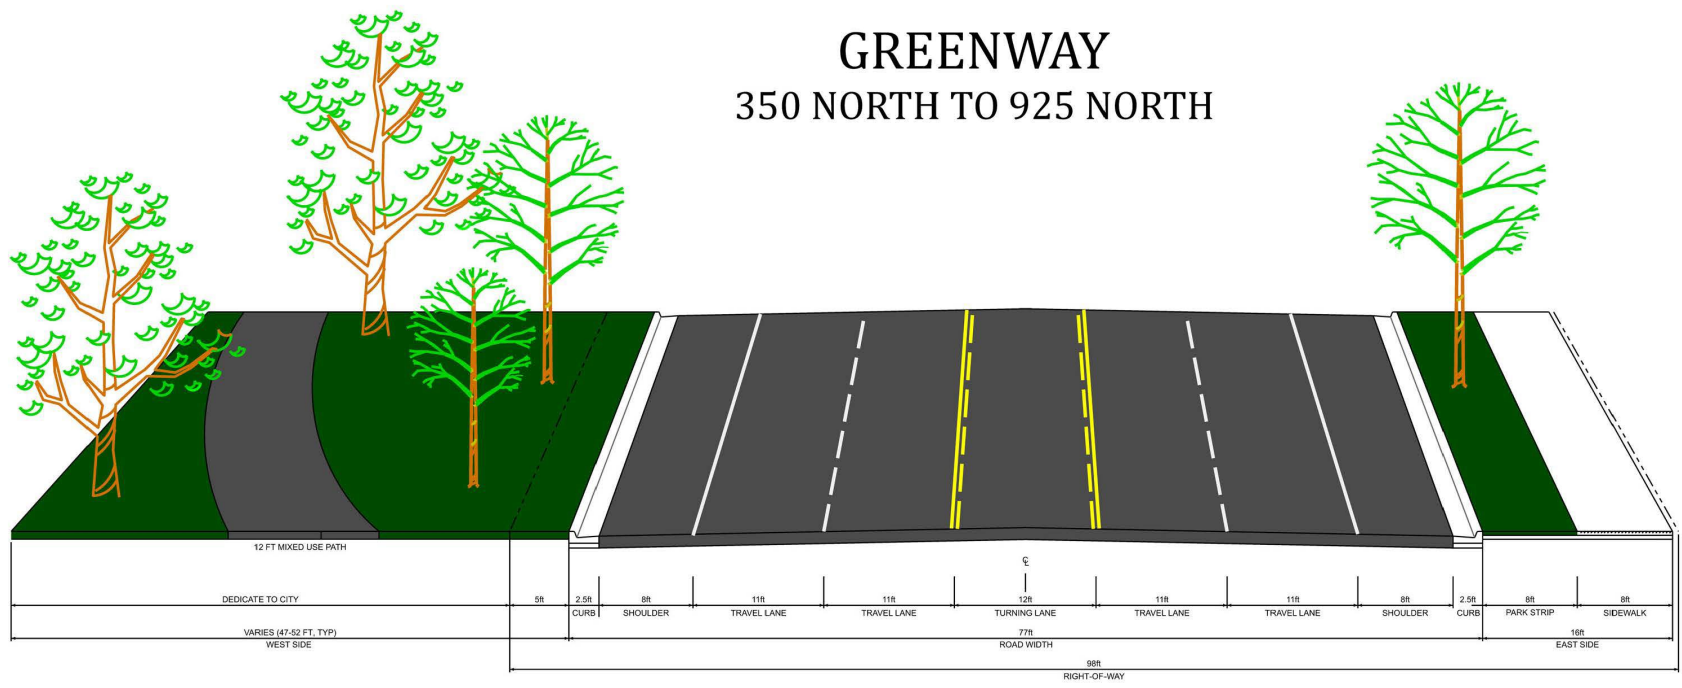 GREENWAY
350 NORTH TO 925 NORTH
12 FT MIXED USE PATH
℄
DEDICATE TO CITY
5ft
2.5ft
CURB
8ft
SHOULDER
11ft
TRAVEL LANE
11ft
TRAVEL LANE
12ft
TURNING LANE
11ft
TRAVEL LANE
11ft
TRAVEL LANE
8ft
SHOULDER
2.5ft
CURB
8ft
PARK STRIP
8ft
SIDEWALK
VARIES (47-52 FT, TYP)
WEST SIDE
77ft
ROAD WIDTH
16ft
EAST SIDE
98ft
RIGHT-OF-WAY